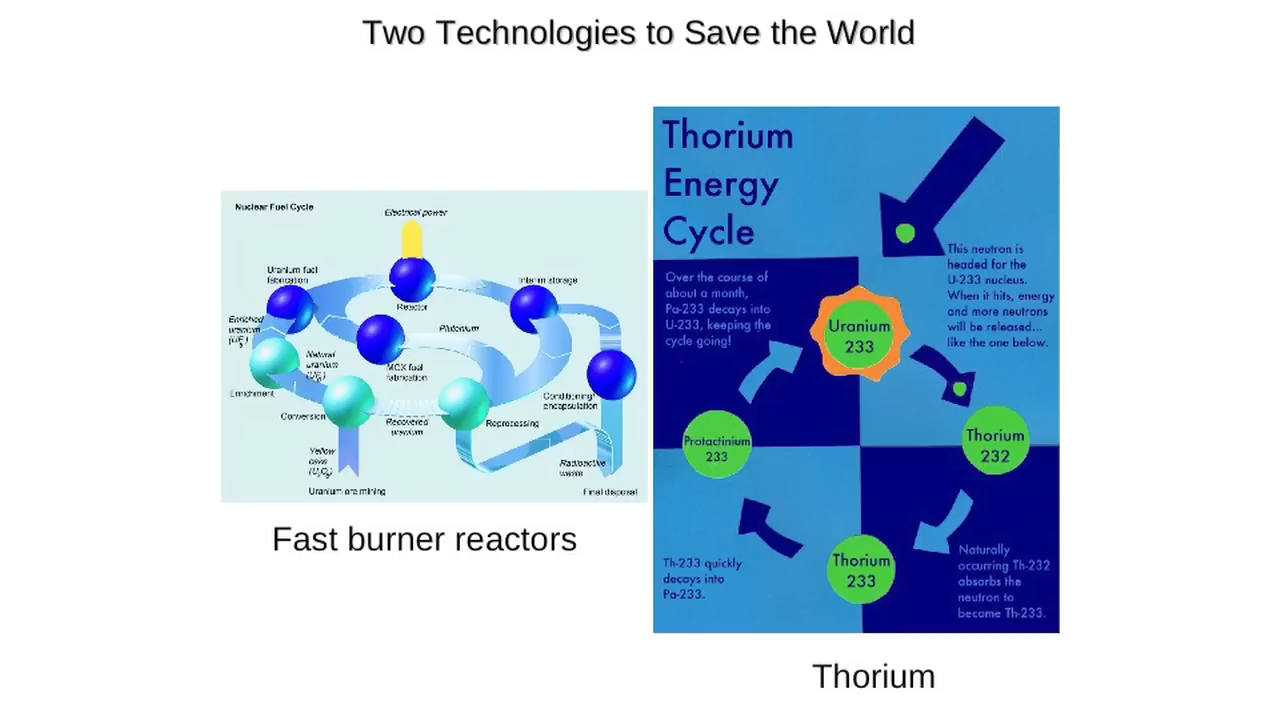 Two Technologies to Save the World
Nuclear Fuel Cycle
Electrical power
Uranium fuel
fabrication
Interim storage
Reactor
Enriched
uranium
(UF6)
Plutonium
Natural
uranium
MOX fuel
fabrication
Enrichment
Conditioning/
encapsulation
Conversion
Recovered
uranium
Reprocessing
Yellow
cake
(U3O8)
Radioactive
waste
Uranium ore mining
Final disposal
Fast burner reactors
Thorium
Energy
Cycle
This neutron is
headed for the
U-233 nucleus.
When it hits, energy
and more neutrons
will be released...
like the one below.
Over the course of
about a month,
Pa-233 decays into
U-233, keeping the
cycle going!
Uranium
233
Protactinium
233
Thorium
232
Thorium
233
Th-233 quickly
decays into
Pa-233.
Naturally
occurring Th-232
absorbs the
neutron to
become Th-233.
Thorium